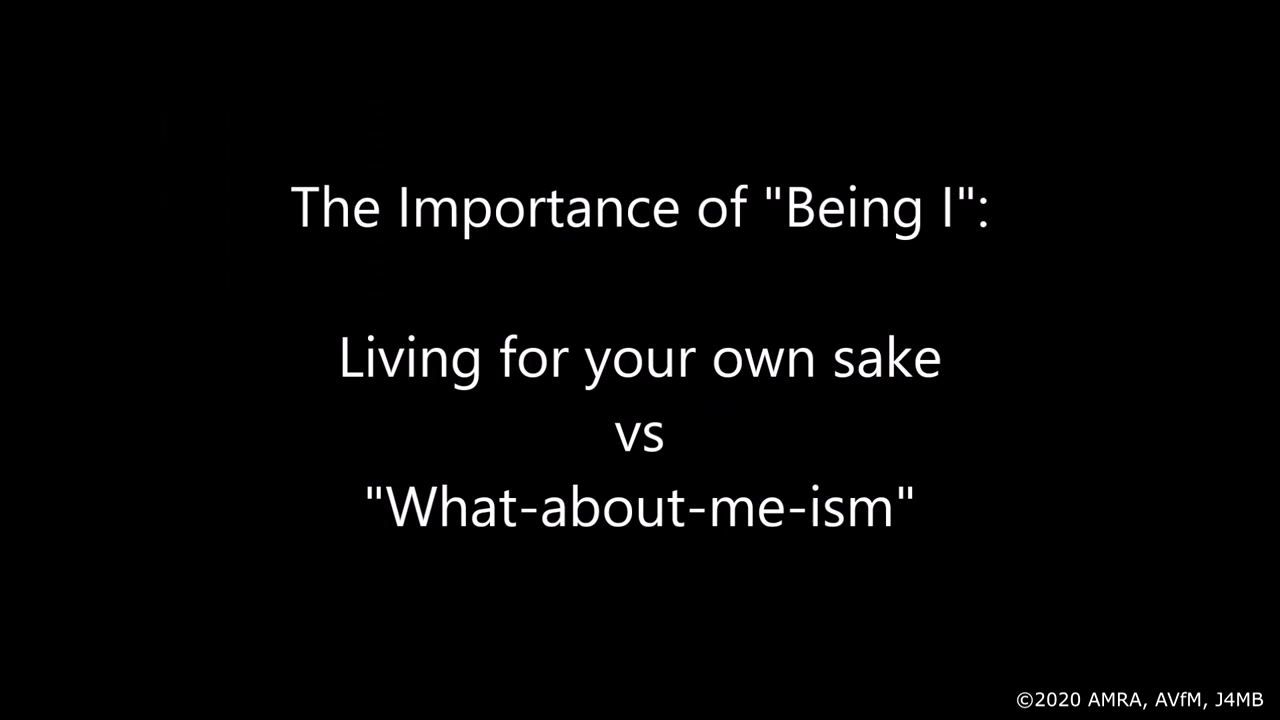 The Importance of "Being I":
Living for your own sake
vs
"What-about-me-ism"
©2020 AMRA, AVfM, J4MB